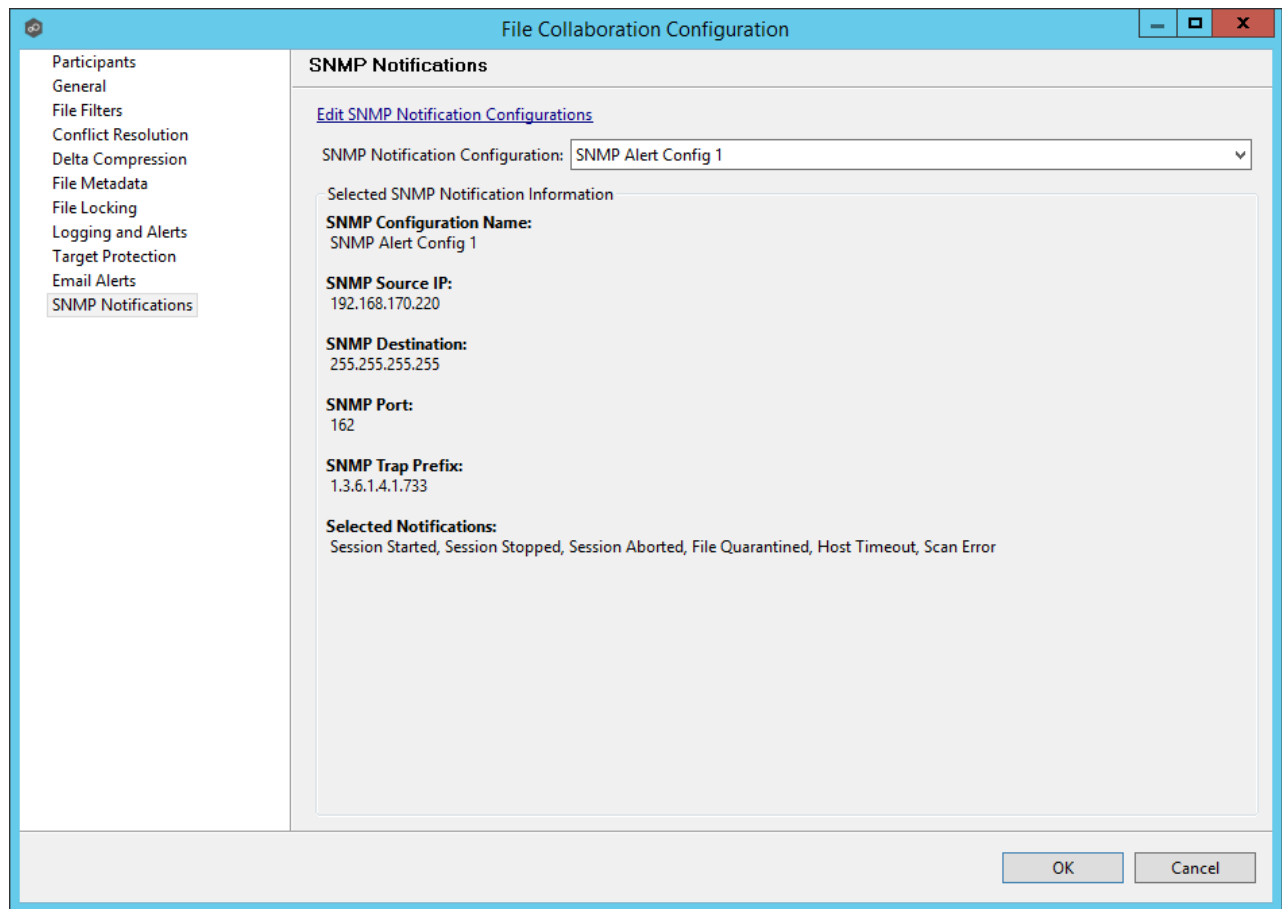 File Collaboration Configuration
Participants
General
File Filters
Conflict Resolution
Delta Compression
File Metadata
File Locking
Logging and Alerts
Target Protection
Email Alerts
SNMP Notifications
SNMP Notifications
Edit SNMP Notification Configurations
SNMP Notification Configuration: SNMP Alert Config 1
Selected SNMP Notification Information
SNMP Configuration Name:
SNMP Alert Config 1
SNMP Source IP:
192.168.170.220
SNMP Destination:
255.255.255.255
SNMP Port:
162
SNMP Trap Prefix:
1.3.6.1.4.1.733
Selected Notifications:
Session Started, Session Stopped, Session Aborted, File Quarantined, Host Timeout, Scan Error
OK Cancel